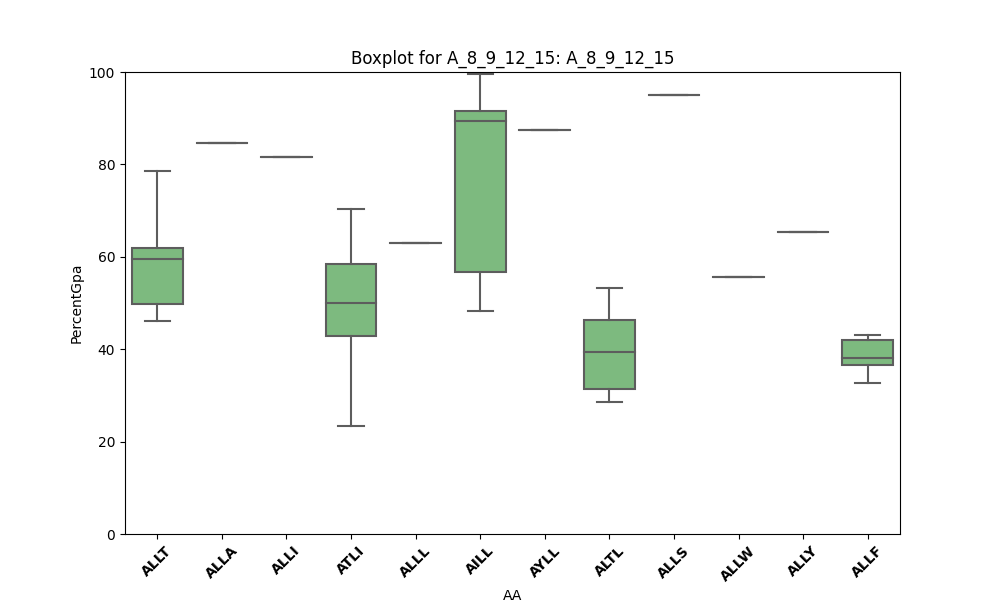 Boxplot for A_8_9_12_15: A_8_9_12_15
100
80
60
40
20
0
PercentGpa
ALLT
ALLA
ALLI
ATLI
ALLL
AILL
AYLL
ALTL
ALLS
ALLW
ALLY
ALLF
AA